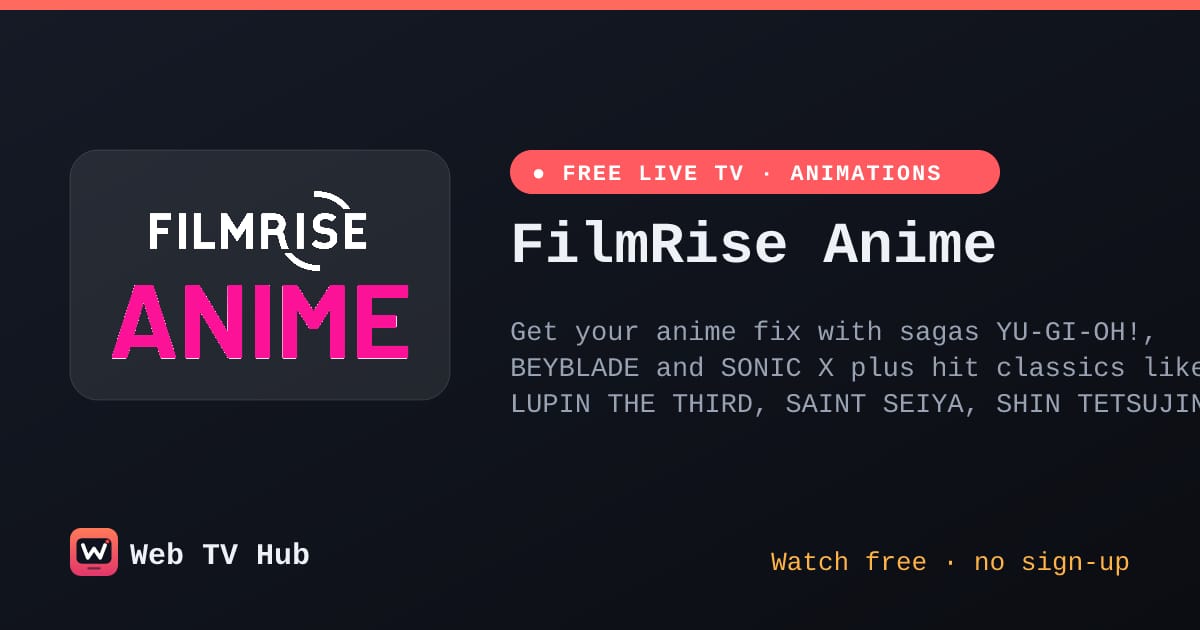 FILMRISE
ANIME
● FREE LIVE TV · ANIMATIONS
FilmRise Anime
Get your anime fix with sagas YU-GI-OH!,
BEYBLADE and SONIC X plus hit classics like
LUPIN THE THIRD, SAINT SEIYA, SHIN TETSUJIN
W
Web TV Hub
Watch free · no sign-up